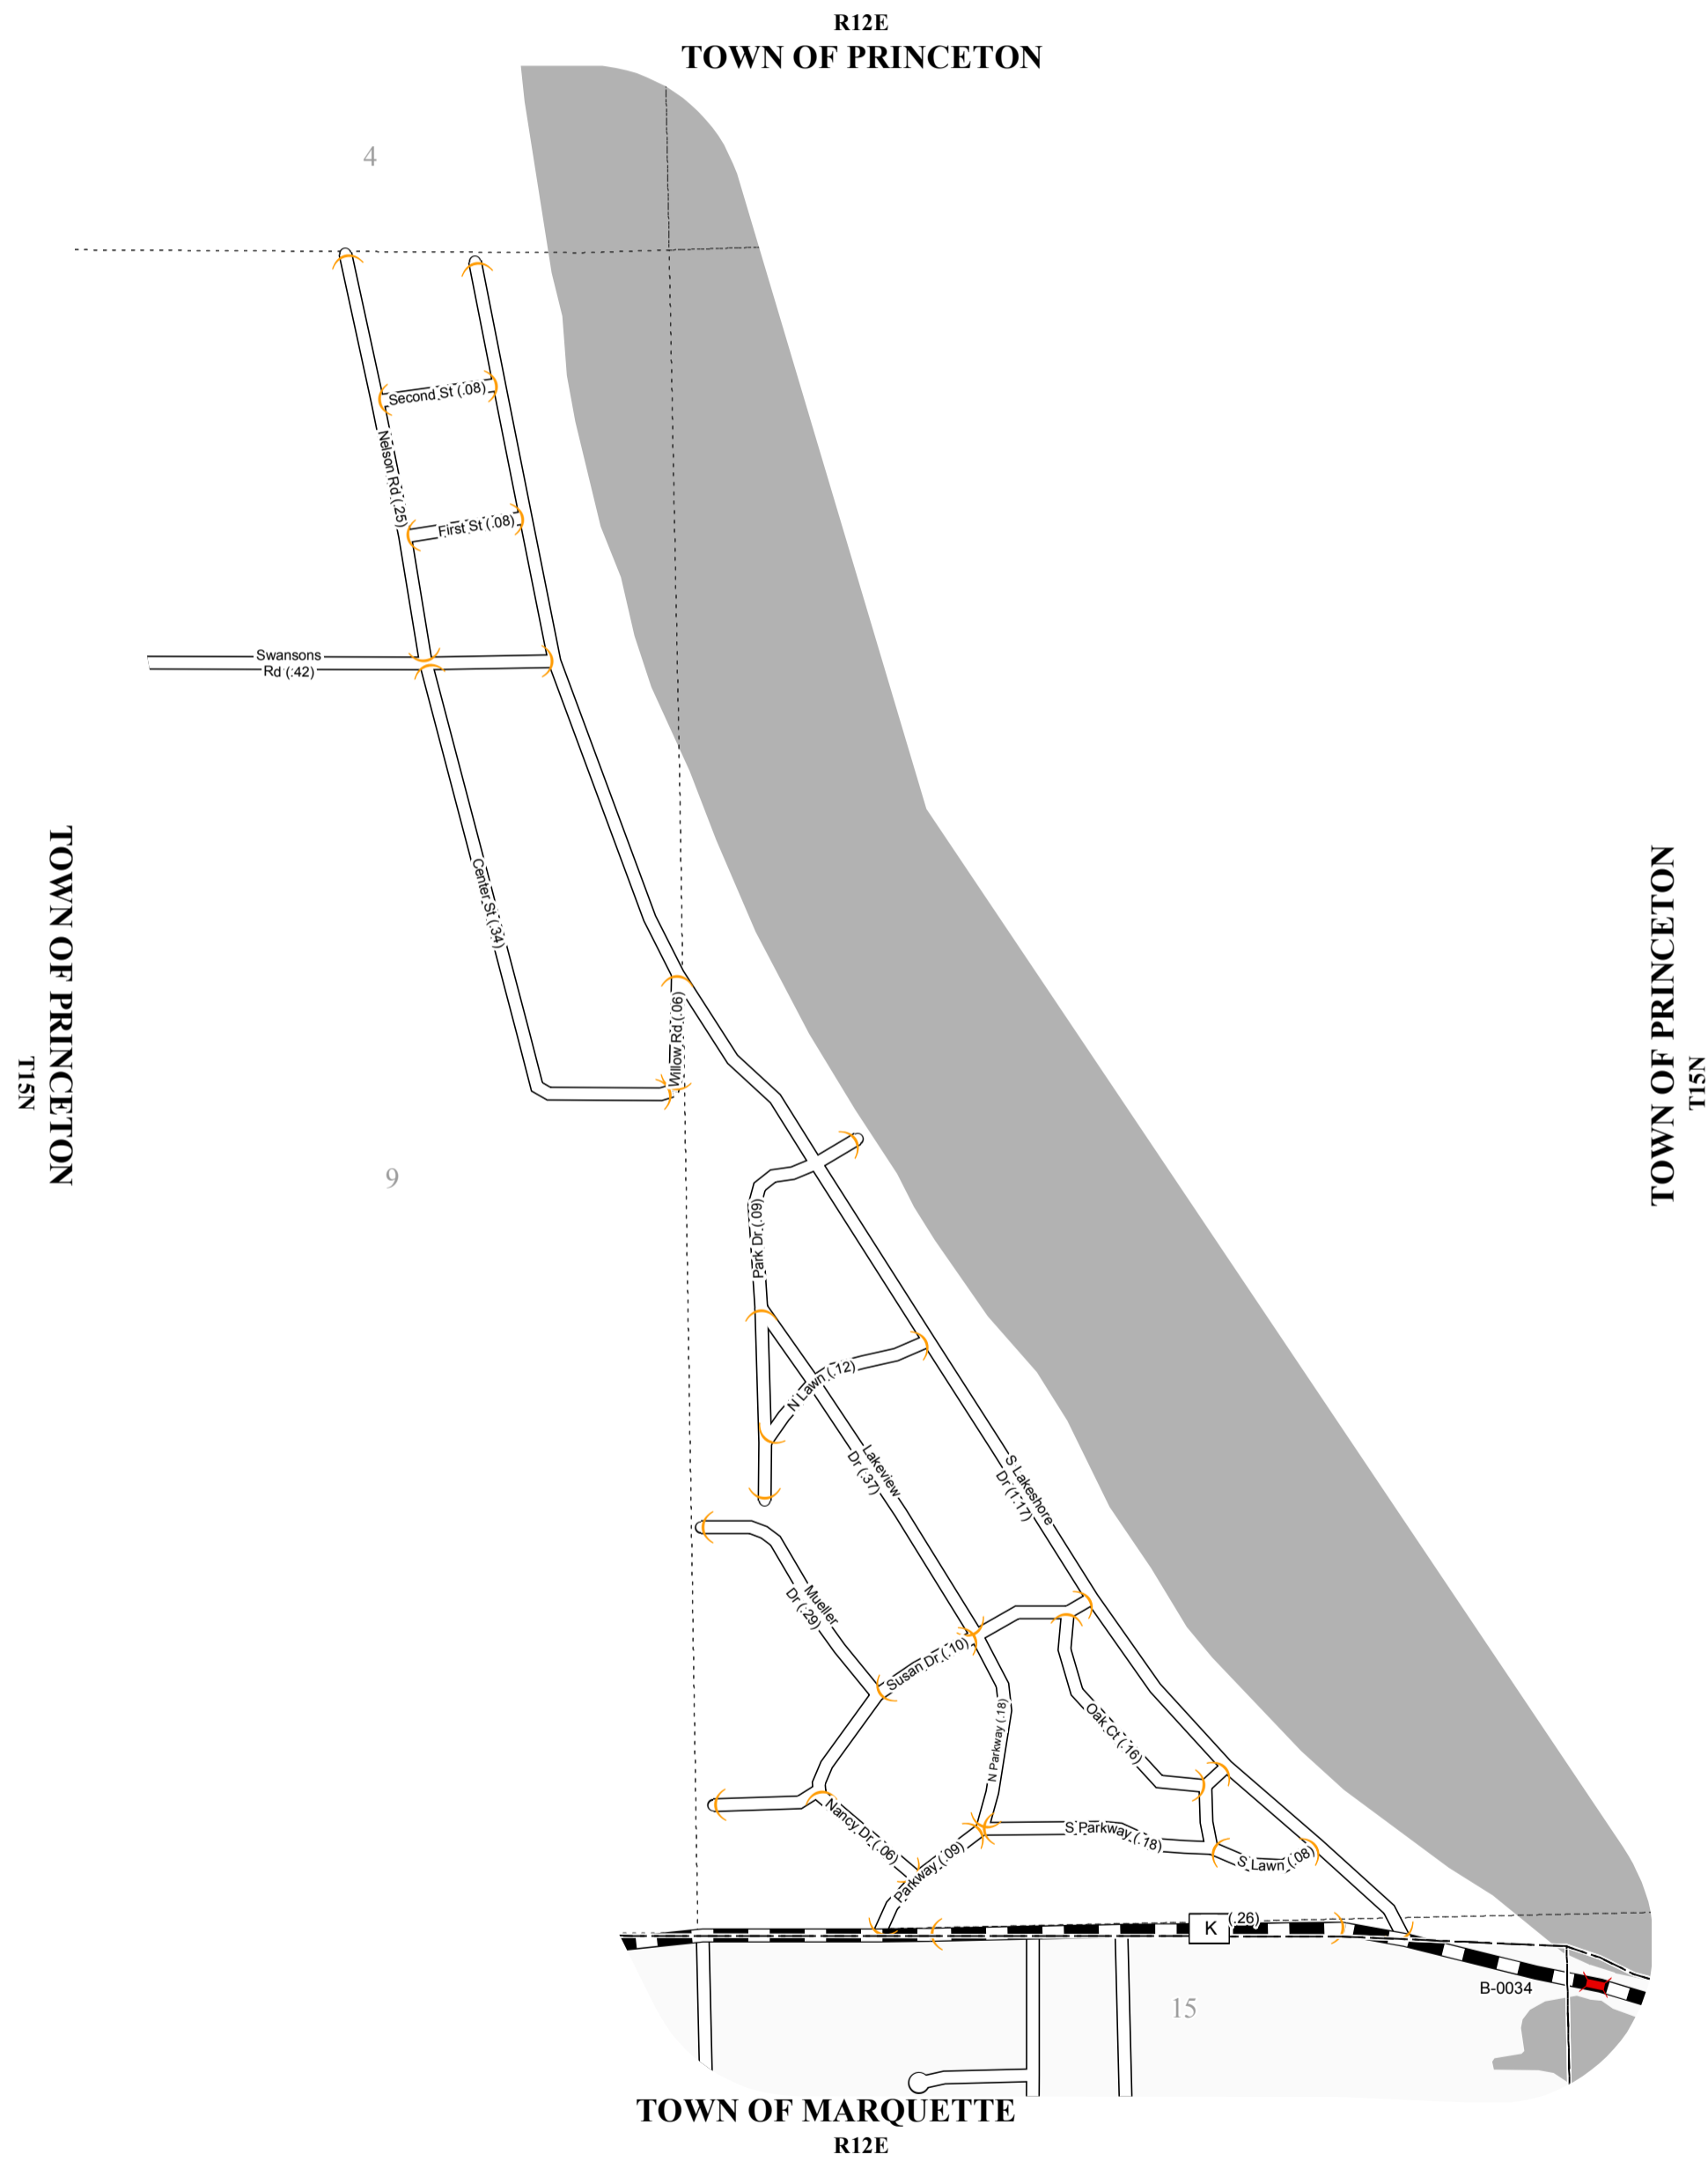 R12E
TOWN OF PRINCETON
4
Second St (.08)
Nelson Rd (.25)
First St (.08)
Swansons
Rd (.42)
TOWN OF PRINCETON
T15N
TOWN OF PRINCETON
T15N
Center St (.34)
Willow Rd (.06)
9
Park Dr (.09)
N Lawn (.12)
Lakeview
Dr (.37)
S Lakeshore
Dr (1.17)
Mueller
Dr (.29)
Susan Dr (.10)
N Parkway (.18)
Oak Ct (.16)
Nancy Dr (.06)
S Parkway (.18)
Parkway (.09)
S Lawn (.08)
K
(.26)
B-0034
15
TOWN OF MARQUETTE
R12E